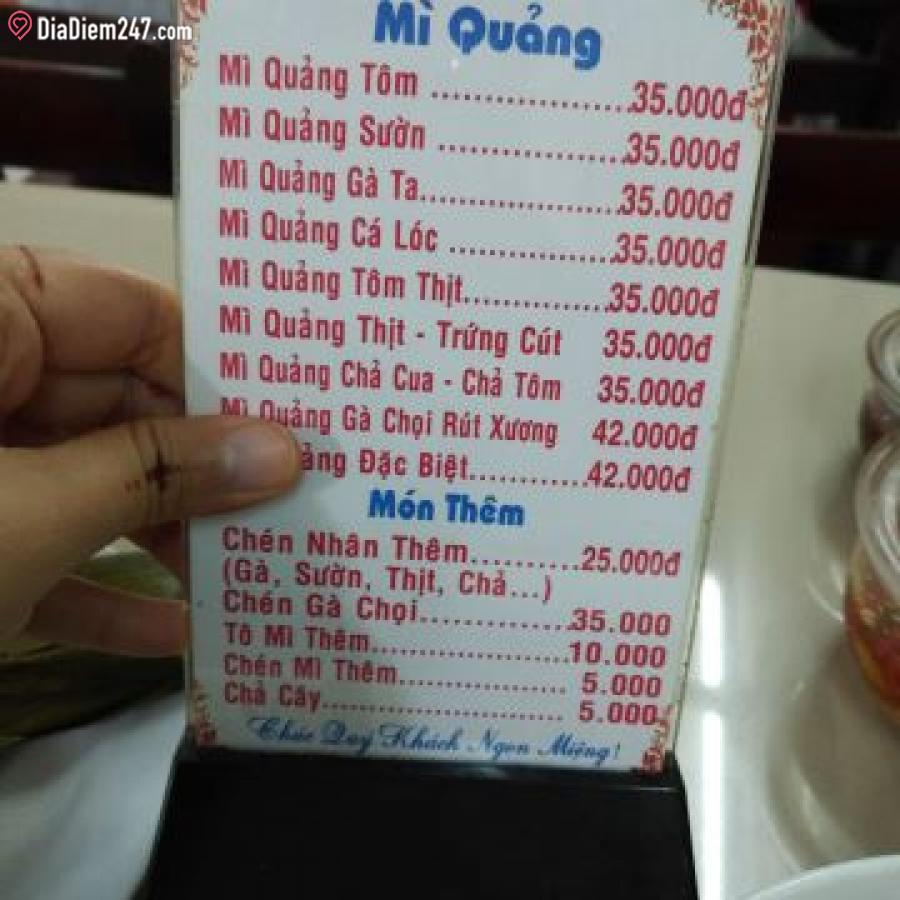 DiaDiem247.com
Mì Quảng
Mì Quảng Tôm ....................35.000đ
Mì Quảng Sườn ...................35.000đ
Mì Quảng Gà Ta....................35.000đ
Mì Quảng Cá Lóc ................35.000đ
Mì Quảng Tôm Thịt..............35.000đ
Mì Quảng Thịt - Trứng Cút 35.000đ
Mì Quảng Chả Cua - Chả Tôm 35.000đ
Mì Quảng Gà Chọi Rút Xương 42.000đ
Đặc Biệt............42.000đ
Món Thêm
Chén Nhân Thêm..........25.000đ
(Gà, Sườn, Thịt, Chả...)
Chén Gà Chọi..............35.000
Tô Mì Thêm....................10.000
Chén Mì Thêm................. 5.000
Chả Cây........................ 5.000
Chúc Quý Khách Ngon Miệng!